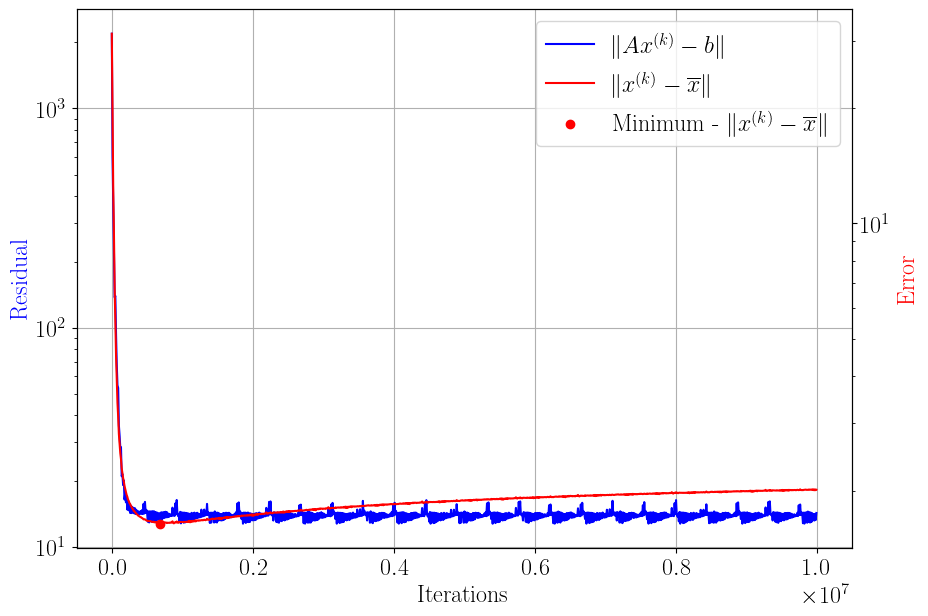 ‖Ax^{(k)} − b‖
‖x^{(k)} − x̅‖
Minimum - ‖x^{(k)} − x̅‖
10^3
10^2
10^1
Residual
10^1
Error
0.0 0.2 0.4 0.6 0.8 1.0
Iterations
×10^7